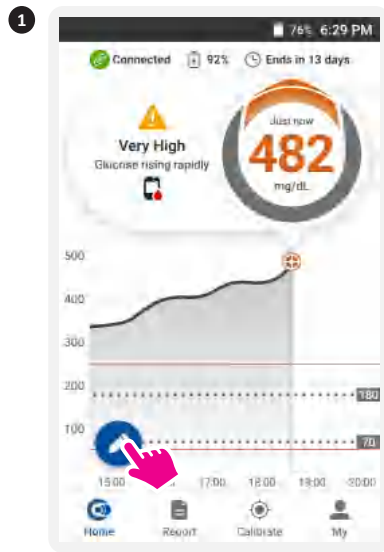 1
76% 6:29 PM
Connected 92% Ends in 13 days
Just now
482
mg/dL
Very High
Glucose rising rapidly
500
400
300
200
180
100
70
15:00 17:00 18:00 19:00 20:00
Home Report Calibrate My